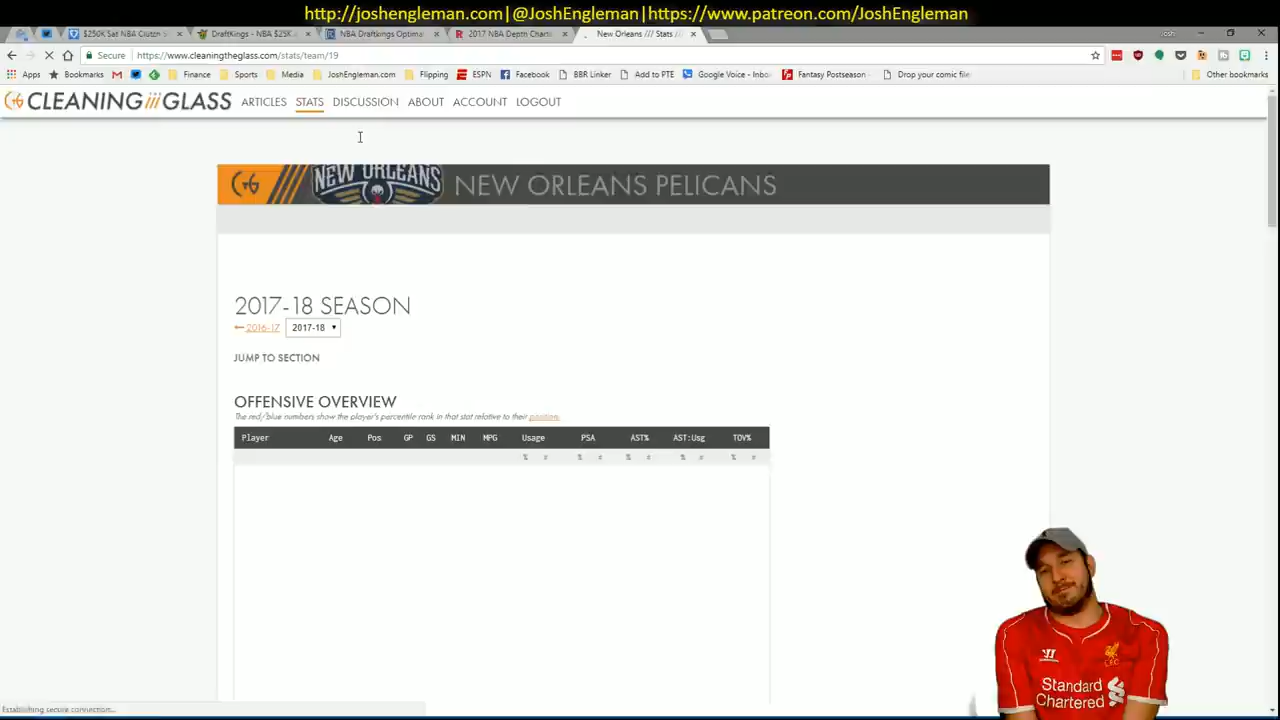 http://joshengleman.com|@JoshEngleman|https://www.patreon.com/JoshEngleman
$250K Sat NBA Clutch S DraftKings - NBA $25K NBA Draftkings Optima 2017 NBA Depth Charts New Orleans /// Stats / Josh
Secure https://www.cleaningtheglass.com/stats/team/19
Apps Bookmarks Finance Sports Media JoshEngleman.com Flipping ESPN Facebook BBR Linker Add to PTE Google Voice - Inbo Fantasy Postseason Drop your comic file Other bookmarks
CLEANING GLASS ARTICLES STATS DISCUSSION ABOUT ACCOUNT LOGOUT
NEW ORLEANS NEW ORLEANS PELICANS
2017-18 SEASON
2016-17 2017-18
JUMP TO SECTION
OFFENSIVE OVERVIEW
The red/blue numbers show the player's percentile rank in that stat relative to their position.
Player Age Pos GP GS MIN MPG Usage PSA AST% AST:Usg TOV%
% # % # % # % # % #
Standard
Chartered
Establishing secure connection...